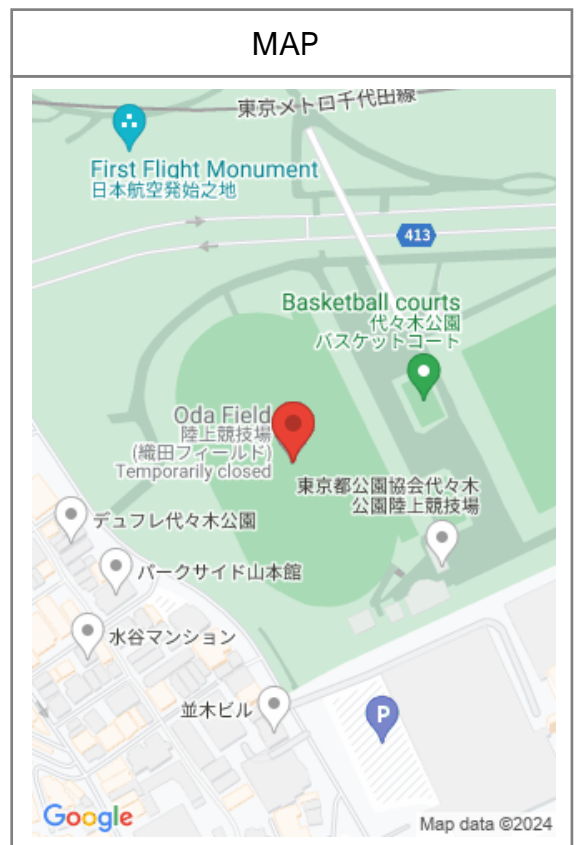 MAP
東京メトロ千代田線
First Flight Monument
日本航空発始之地
413
Basketball courts
代々木公園
バスケットコート
Oda Field
陸上競技場
(織田フィールド)
Temporarily closed
東京都公園協会代々木
公園陸上競技場
デュフレ代々木公園
パークサイド山本館
水谷マンション
並木ビル
P
Google
Map data ©2024